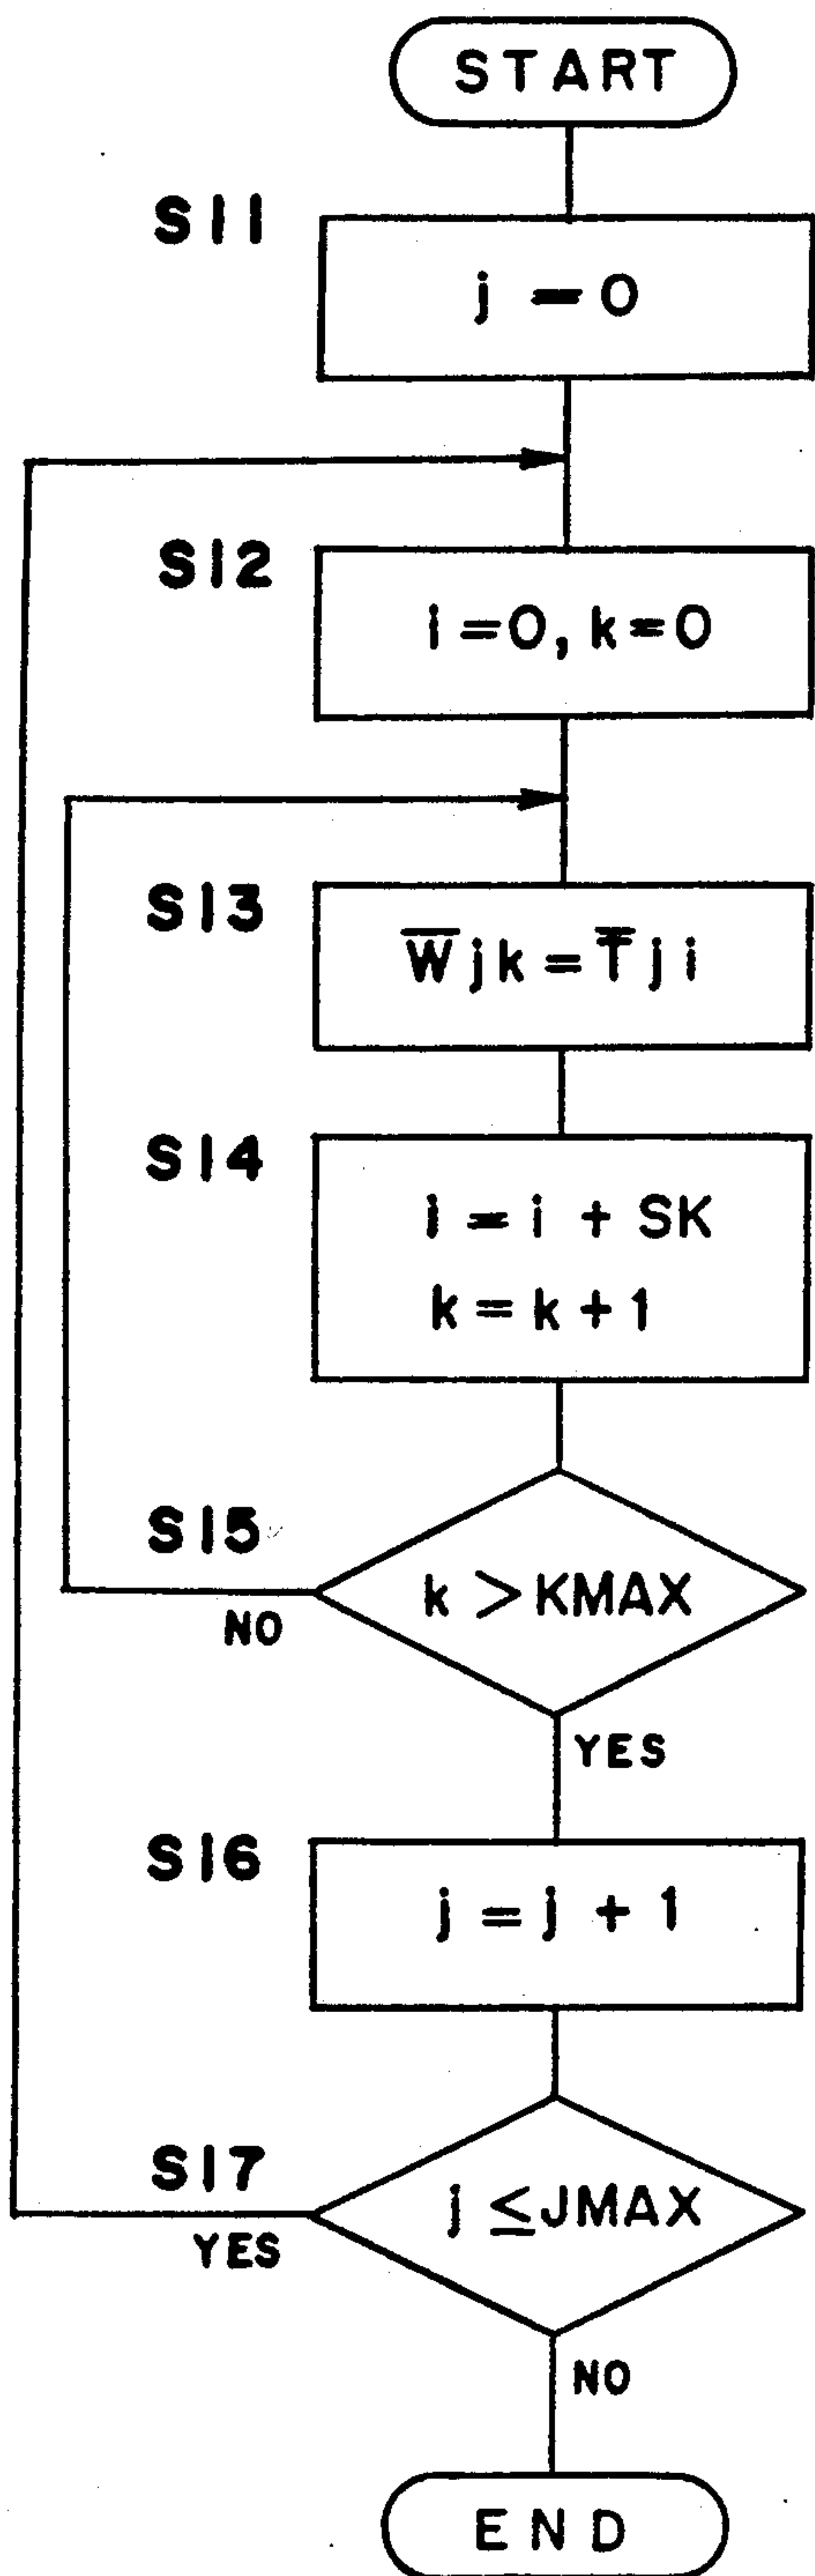 START
S11
j = 0
S12
i = 0, k = 0
S13
W̅jk = T̅ji
S14
i = i + SK
k = k + 1
S15
k > KMAX
NO
YES
S16
j = j + 1
S17
j ≤ JMAX
YES
NO
END